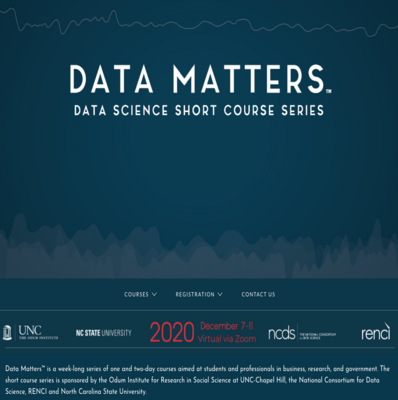 DATA MATTERS™
DATA SCIENCE SHORT COURSE SERIES
COURSES REGISTRATION CONTACT US
UNC
THE ODUM INSTITUTE
NC STATE UNIVERSITY
2020 December 7-11
Virtual via Zoom
ncds THE NATIONAL CONSORTIUM
for DATA SCIENCE
renci
Data Matters™ is a week-long series of one and two-day courses aimed at students and professionals in business, research, and government. The
short course series is sponsored by the Odum Institute for Research in Social Science at UNC-Chapel Hill, the National Consortium for Data
Science, RENCI and North Carolina State University.